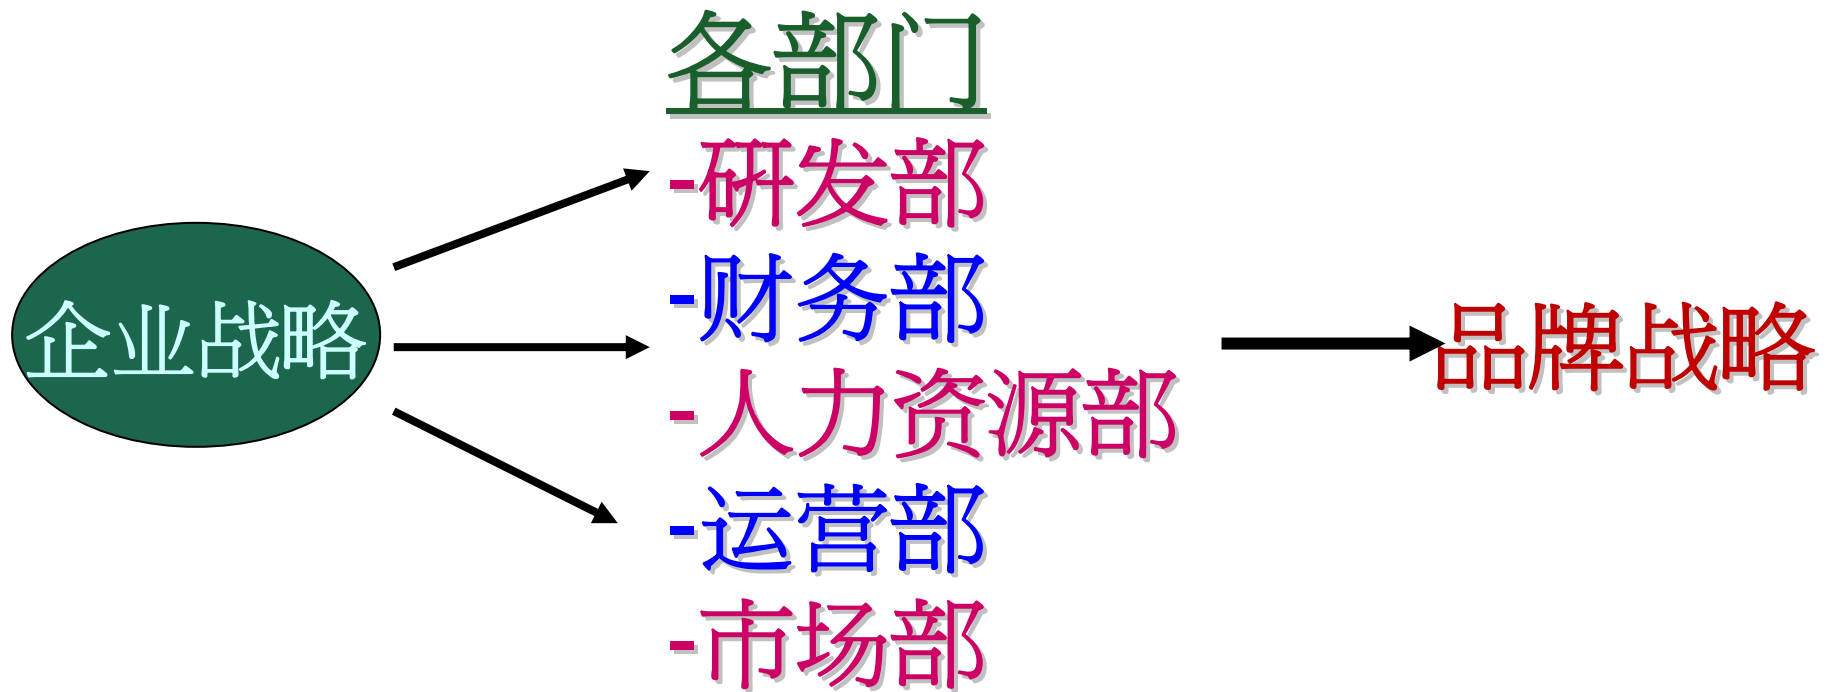 企业战略
各部门
-研发部
-财务部
-人力资源部
-运营部
-市场部
品牌战略